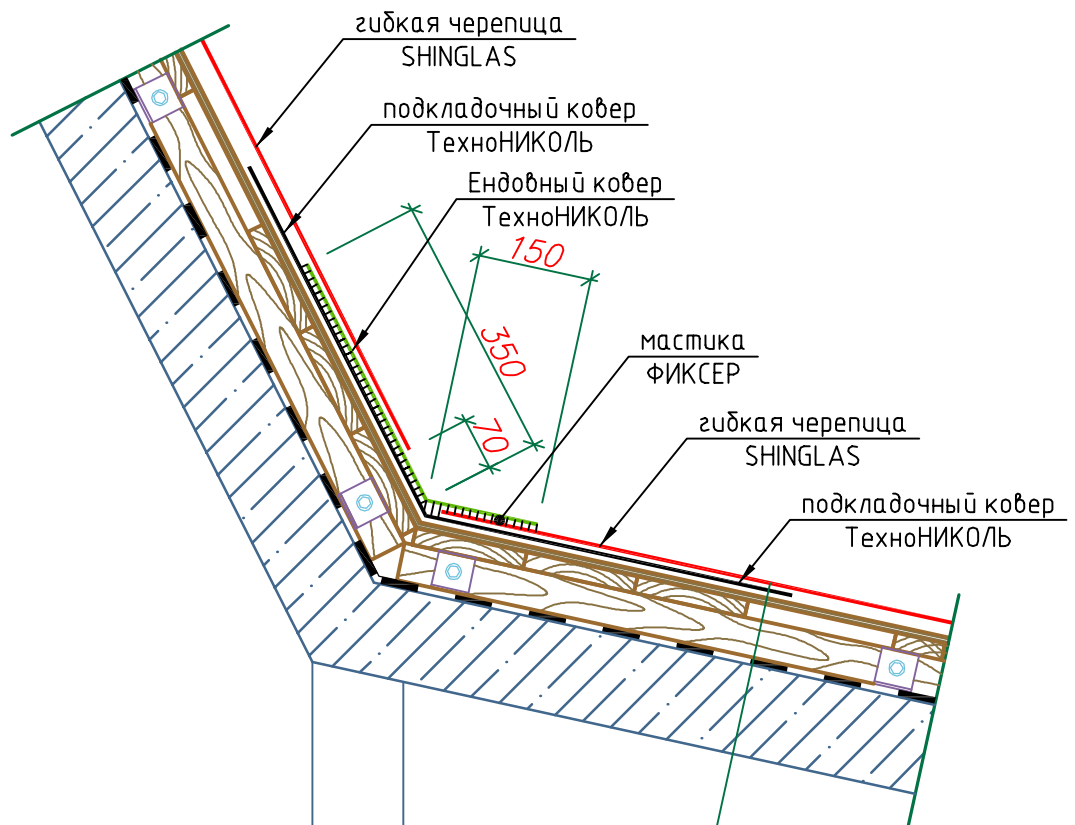 гибкая черепица
SHINGLAS
подкладочный ковер
ТехноНИКОЛЬ
Ендовный ковер
ТехноНИКОЛЬ
150
350
70
мастика
ФИКСЕР
гибкая черепица
SHINGLAS
подкладочный ковер
ТехноНИКОЛЬ